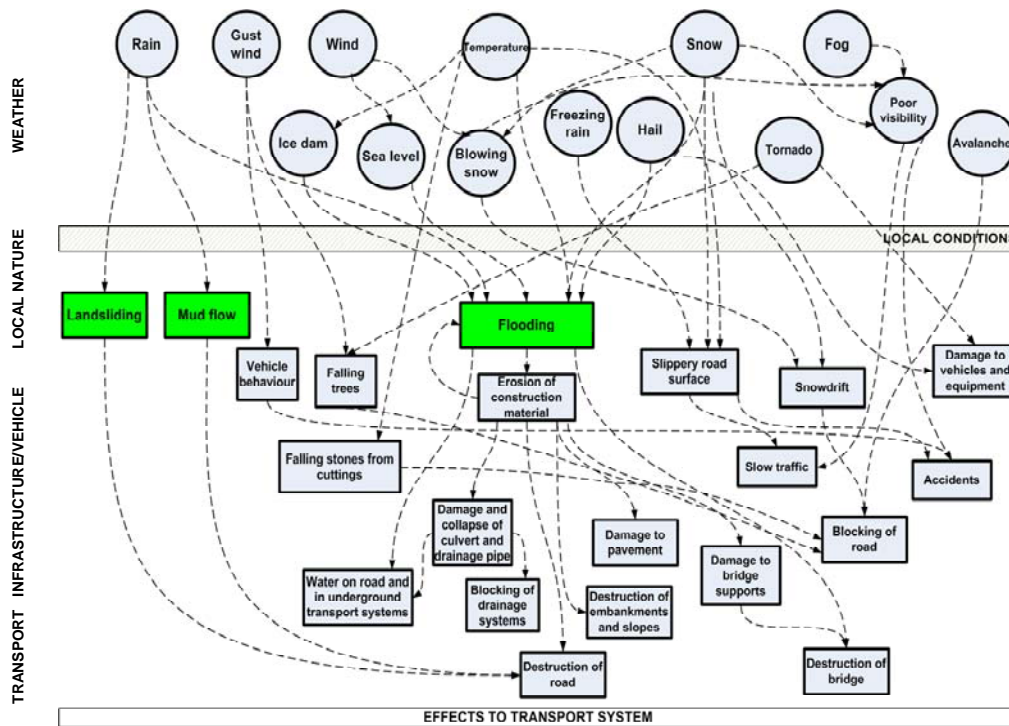 WEATHER
LOCAL NATURE
INFRASTRUCTURE/VEHICLE
TRANSPORT
Rain
Gust
wind
Wind
Temperature
Snow
Fog
Ice dam
Sea level
Blowing
snow
Freezing
rain
Hail
Tornado
Poor
visibility
Avalanche
LOCAL CONDITION
Landsliding
Mud flow
Flooding
Vehicle
behaviour
Falling
trees
Erosion of
construction
material
Slippery road
surface
Snowdrift
Damage to
vehicles and
equipment
Falling stones from
cuttings
Slow traffic
Accidents
Damage and
collapse of
culvert and
drainage pipe
Damage to
pavement
Blocking of
road
Damage to
bridge
supports
Water on road and
in underground
transport systems
Blocking of
drainage
systems
Destruction of
embankments
and slopes
Destruction of
road
Destruction of
bridge
EFFECTS TO TRANSPORT SYSTEM